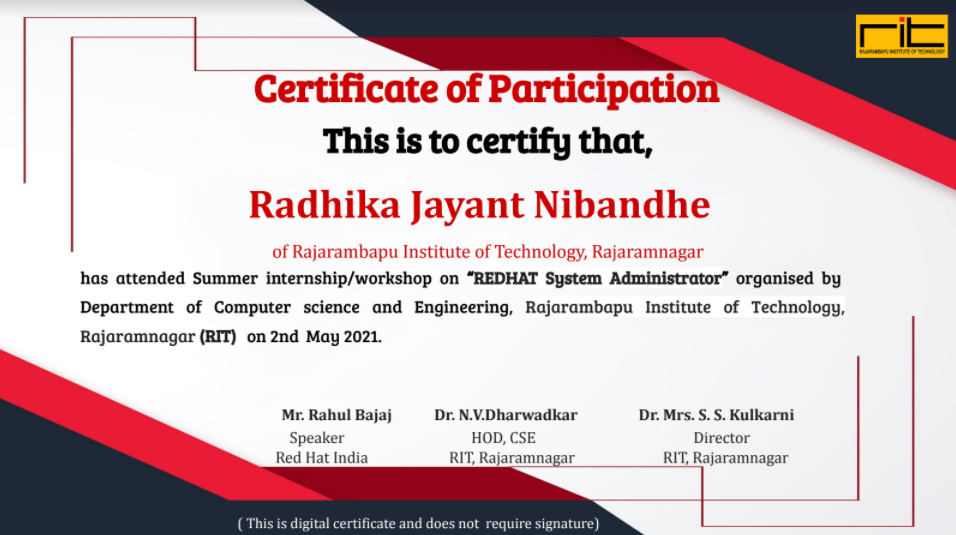 rit
RAJARAMBAPU INSTITUTE OF TECHNOLOGY
Certificate of Participation
This is to certify that,
Radhika Jayant Nibandhe
of Rajarambapu Institute of Technology, Rajaramnagar
has attended Summer internship/workshop on “REDHAT System Administrator” organised by
Department of Computer science and Engineering, Rajarambapu Institute of Technology,
Rajaramnagar (RIT) on 2nd May 2021.
Mr. Rahul Bajaj Dr. N.V.Dharwadkar Dr. Mrs. S. S. Kulkarni
Speaker HOD, CSE Director
Red Hat India RIT, Rajaramnagar RIT, Rajaramnagar
( This is digital certificate and does not require signature)